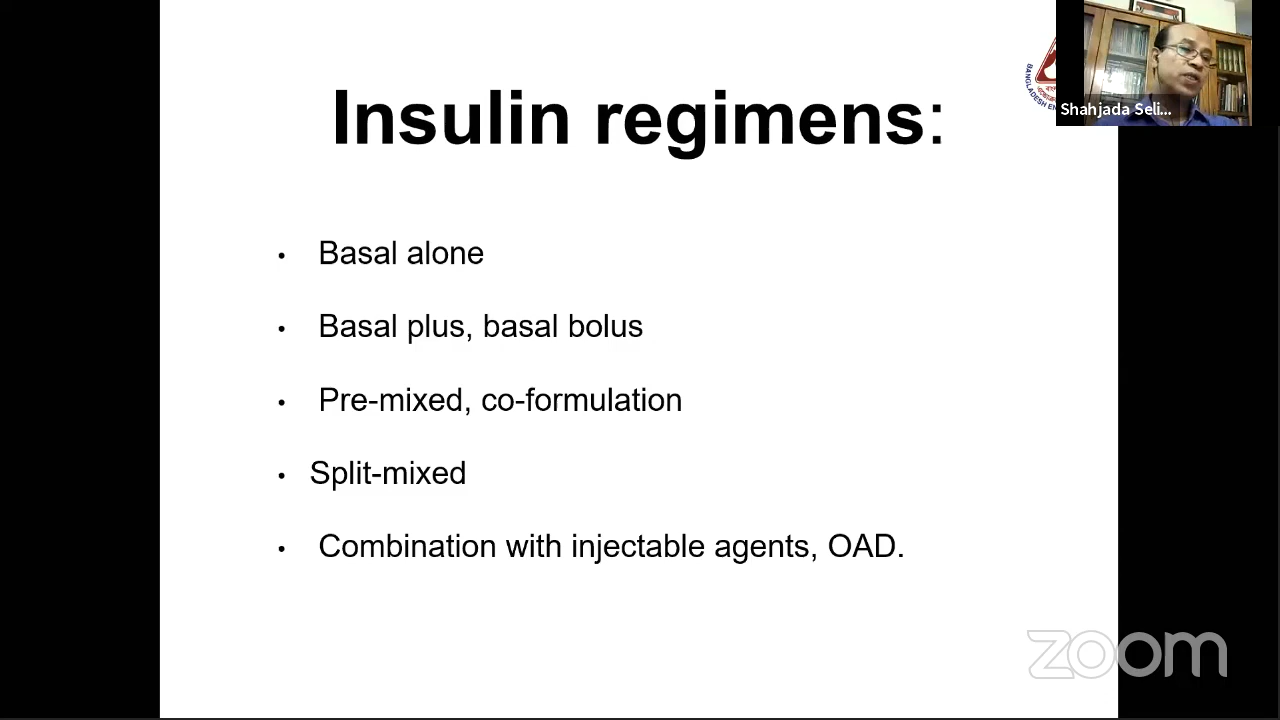 Insulin regimens:
• Basal alone
• Basal plus, basal bolus
• Pre-mixed, co-formulation
• Split-mixed
• Combination with injectable agents, OAD.
BANGLADESH
Shahjada Seli...
zoom